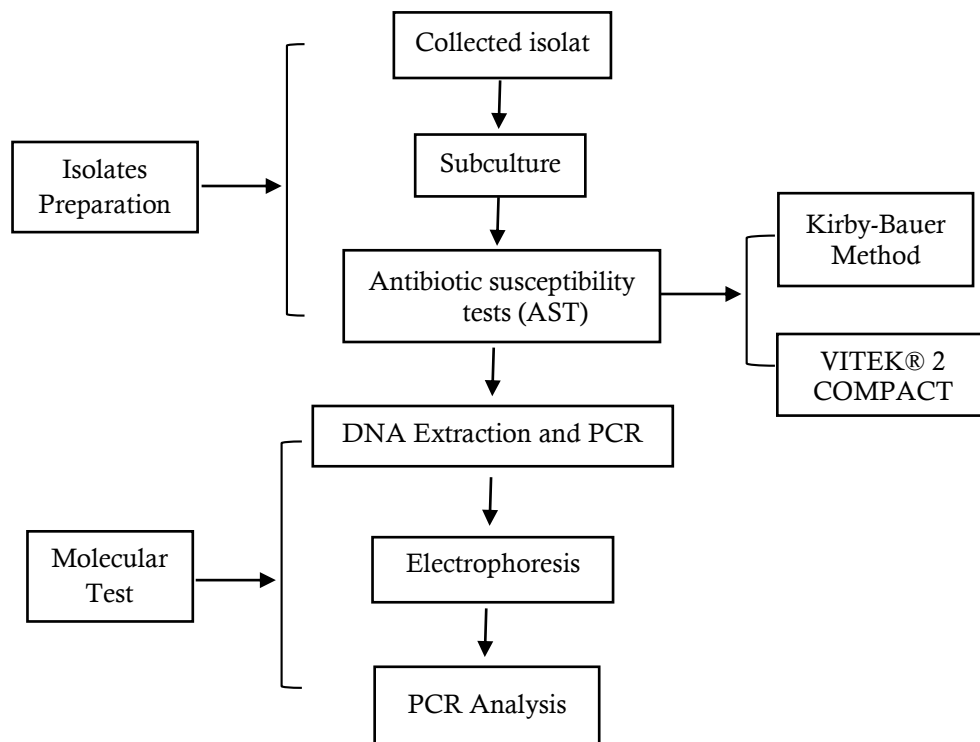 Collected isolat
Subculture
Isolates
Preparation
Kirby-Bauer
Method
Antibiotic susceptibility
tests (AST)
VITEK® 2
COMPACT
DNA Extraction and PCR
Electrophoresis
Molecular
Test
PCR Analysis